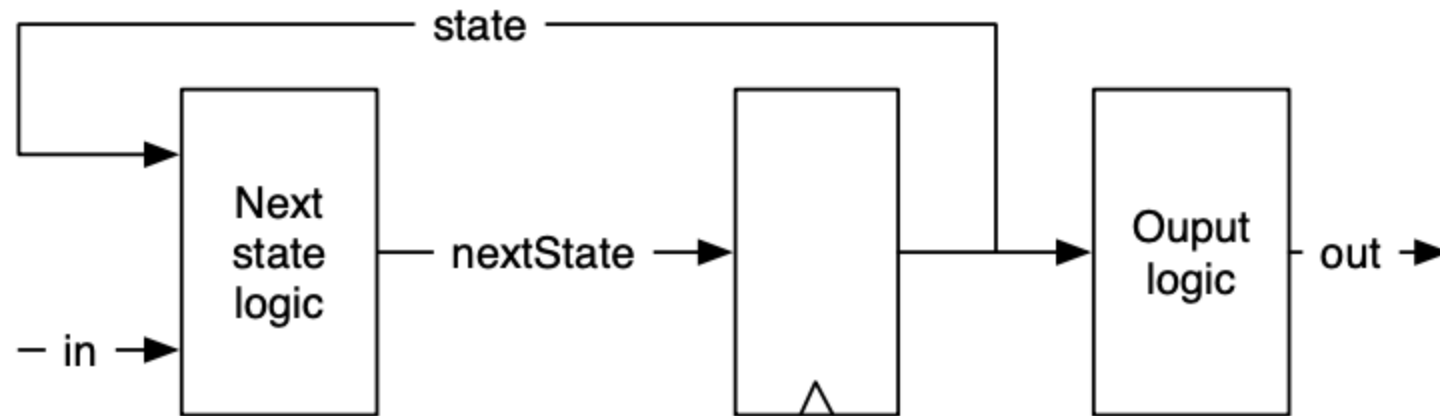 state
Next
state
logic
nextState
Ouput
logic
out
in